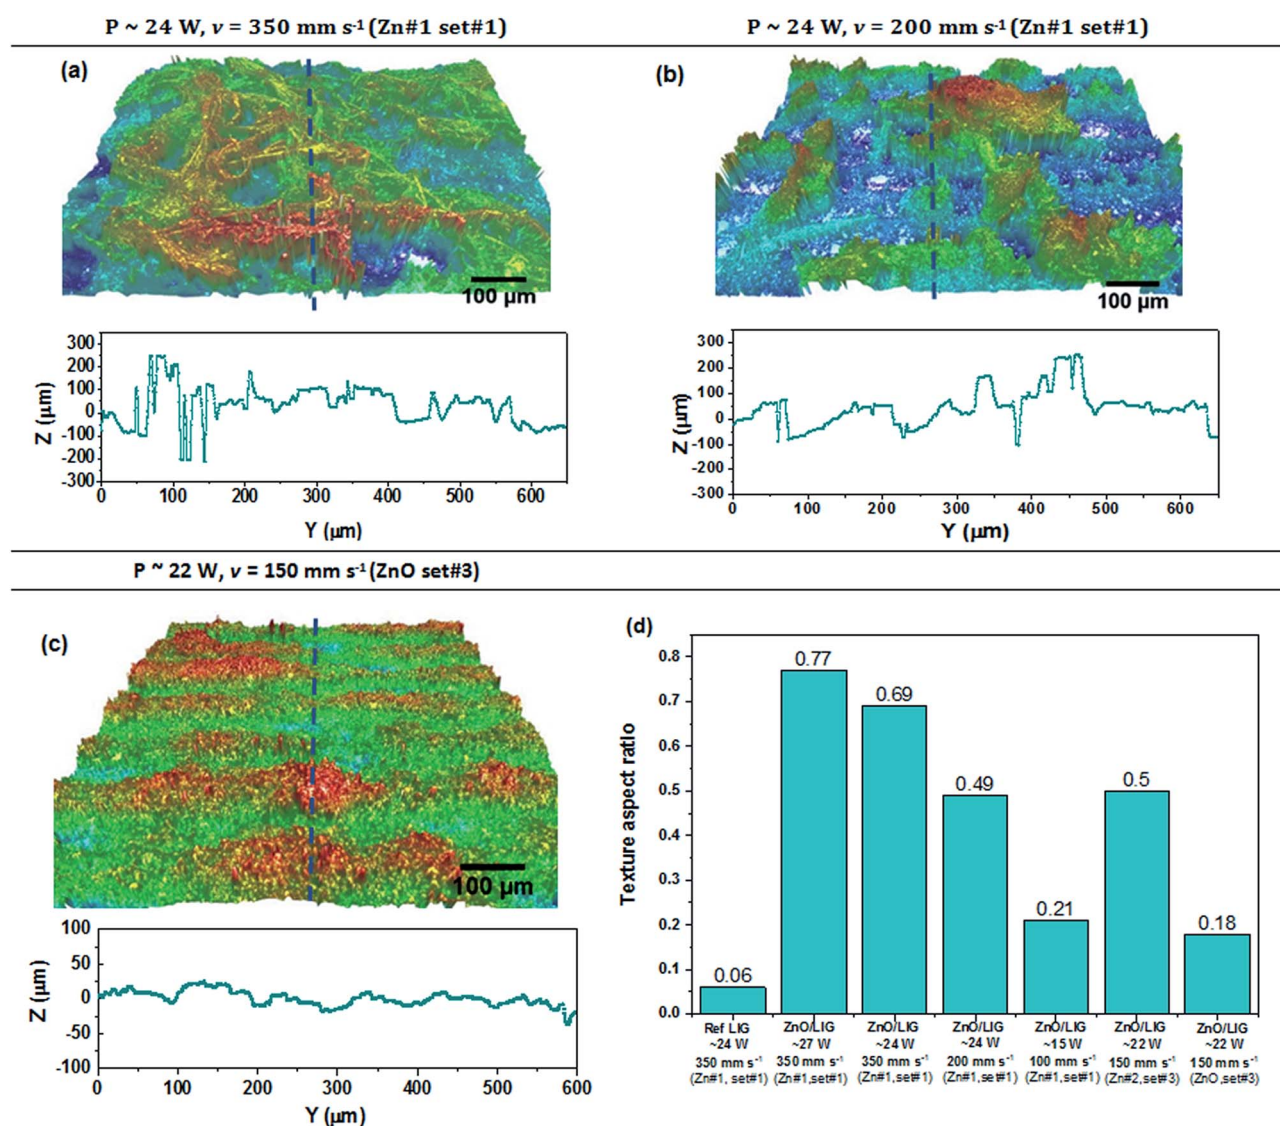 P ~ 24 W, v = 350 mm s⁻¹ (Zn#1 set#1)
P ~ 24 W, v = 200 mm s⁻¹ (Zn#1 set#1)
(a)
100 µm
(b)
100 µm
300
200
100
0
-100
-200
-300
Z (µm)
0 100 200 300 400 500 600
Y (µm)
300
200
100
0
-100
-200
-300
Z (µm)
0 100 200 300 400 500 600
Y (µm)
P ~ 22 W, v = 150 mm s⁻¹ (ZnO set#3)
(c)
100 µm
100
50
0
-50
-100
Z (µm)
0 100 200 300 400 500 600
Y (µm)
(d)
Texture aspect ratio
0.8
0.7
0.6
0.5
0.4
0.3
0.2
0.1
0.0
0.06
0.77
0.69
0.49
0.21
0.5
0.18
Ref LIG
~24 W
350 mm s⁻¹
(Zn#1, set#1)
ZnO/LIG
~27 W
350 mm s⁻¹
(Zn#1,set#1)
ZnO/LIG
~24 W
350 mm s⁻¹
(Zn#1,set#1)
ZnO/LIG
~24 W
200 mm s⁻¹
(Zn#1,set#1)
ZnO/LIG
~15 W
100 mm s⁻¹
(Zn#1,set#1)
ZnO/LIG
~22 W
150 mm s⁻¹
(Zn#2,set#3)
ZnO/LIG
~22 W
150 mm s⁻¹
(ZnO,set#3)